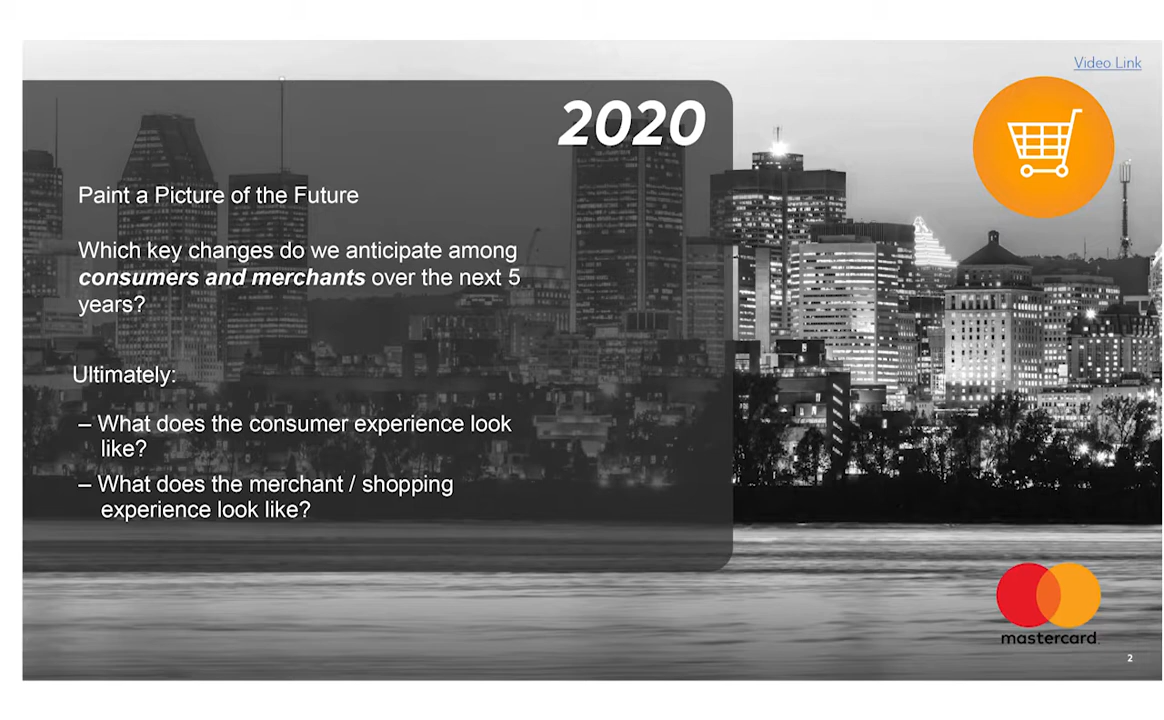 Video Link
2020
Paint a Picture of the Future
Which key changes do we anticipate among
consumers and merchants over the next 5
years?
Ultimately:
– What does the consumer experience look
like?
– What does the merchant / shopping
experience look like?
mastercard.
2